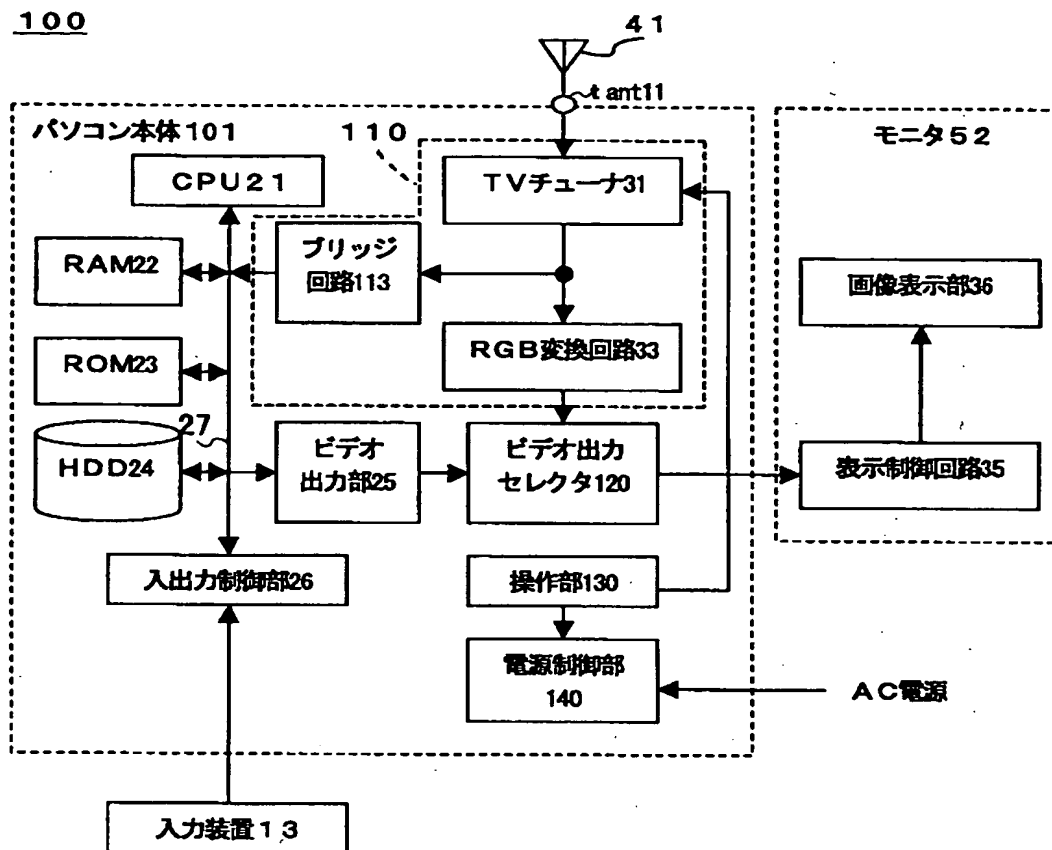 １００
４１
tant11
パソコン本体１０１
１１０
モニタ５２
ＣＰＵ２１
ＴＶチューナ31
ブリッジ
回路113
RAM22
画像表示部36
ROM23
ＲＧＢ変換回路33
27
HDD24
ビデオ
出力部25
ビデオ出力
セレクタ120
表示制御回路35
入出力制御部26
操作部130
電源制御部
140
ＡＣ電源
入力装置１３